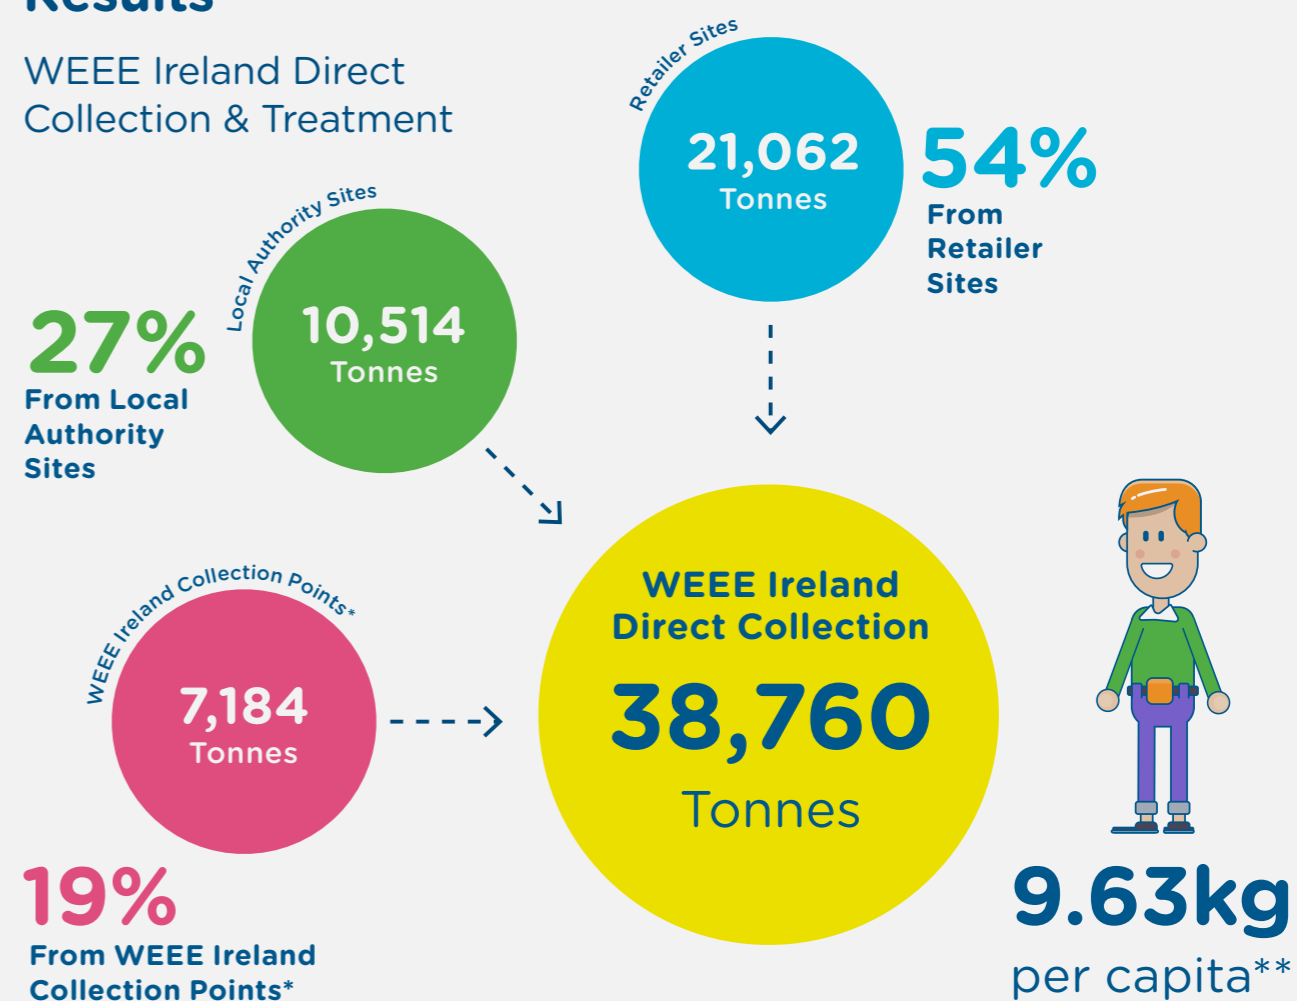 Results
WEEE Ireland Direct
Collection & Treatment
Retailer Sites
21,062
Tonnes
54%
From
Retailer
Sites
Local Authority Sites
10,514
Tonnes
27%
From Local
Authority
Sites
WEEE Ireland Collection Points*
7,184
Tonnes
19%
From WEEE Ireland
Collection Points*
WEEE Ireland
Direct Collection
38,760
Tonnes
9.63kg
per capita**